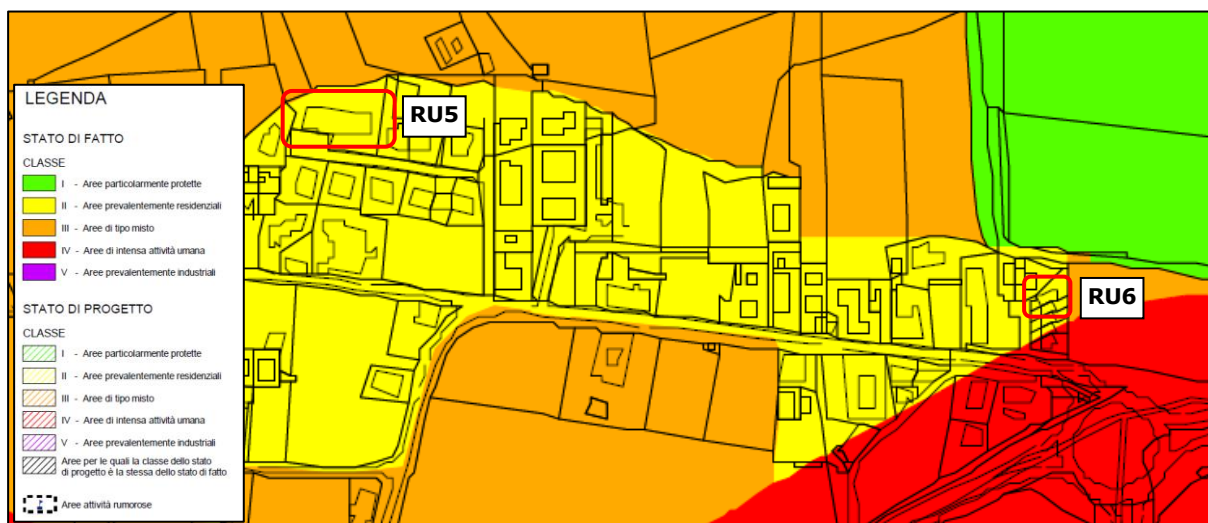 LEGENDA
STATO DI FATTO
CLASSE
I - Aree particolarmente protette
II - Aree prevalentemente residenziali
III - Aree di tipo misto
IV - Aree di intensa attività umana
V - Aree prevalentemente industriali
STATO DI PROGETTO
CLASSE
I - Aree particolarmente protette
II - Aree prevalentemente residenziali
III - Aree di tipo misto
IV - Aree di intensa attività umana
V - Aree prevalentemente industriali
Aree per le quali la classe dello stato
di progetto è la stessa dello stato di fatto
Aree attività rumorose
RU5
RU6